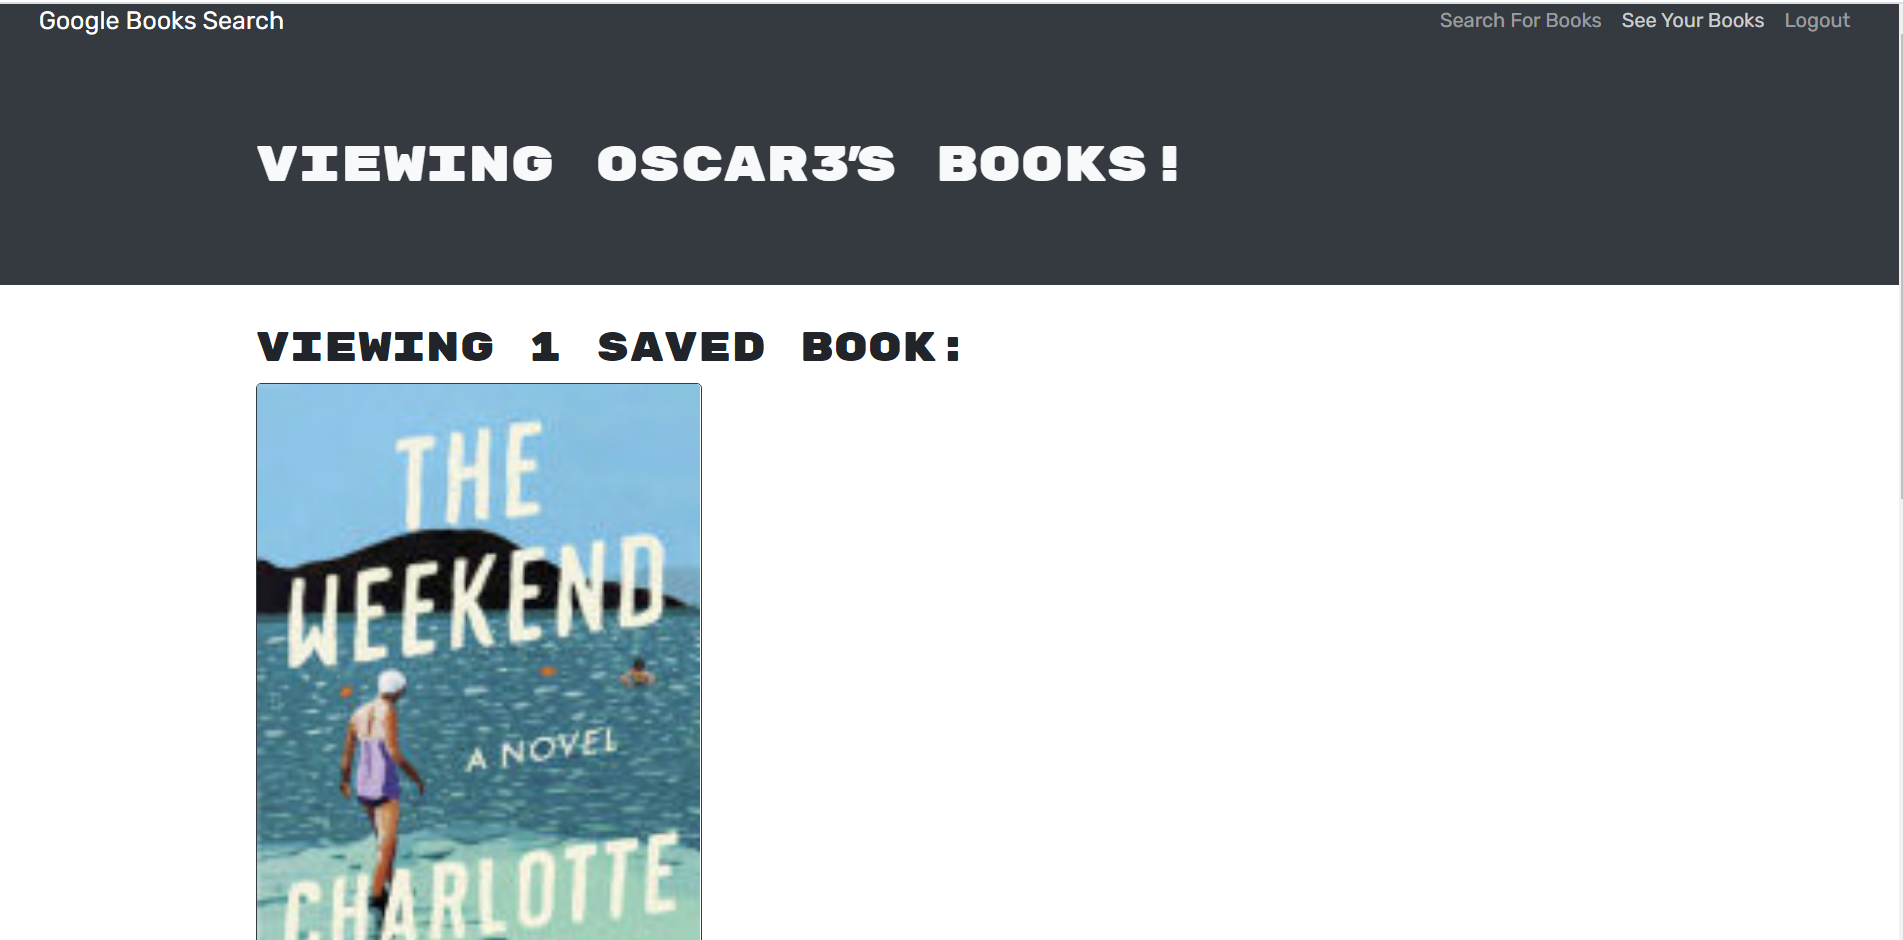 Google Books Search
Search For Books See Your Books Logout
VIEWING OSCAR3'S BOOKS!
VIEWING 1 SAVED BOOK:
THE
WEEKEND
A NOVEL
CHARLOTTE